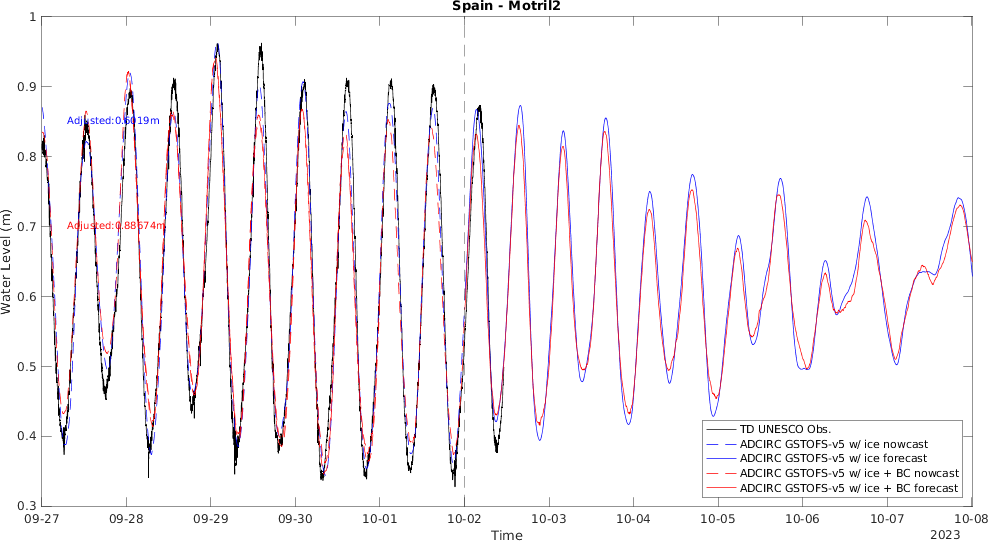 Spain - Motril2
1
0.9
0.8
0.7
0.6
0.5
0.4
0.3
Water Level (m)
Adjusted:0.6019m
Adjusted:0.88674m
TD UNESCO Obs.
ADCIRC GSTOFS-v5 w/ ice nowcast
ADCIRC GSTOFS-v5 w/ ice forecast
ADCIRC GSTOFS-v5 w/ ice + BC nowcast
ADCIRC GSTOFS-v5 w/ ice + BC forecast
09-27 09-28 09-29 09-30 10-01 10-02 10-03 10-04 10-05 10-06 10-07 10-08
Time
2023